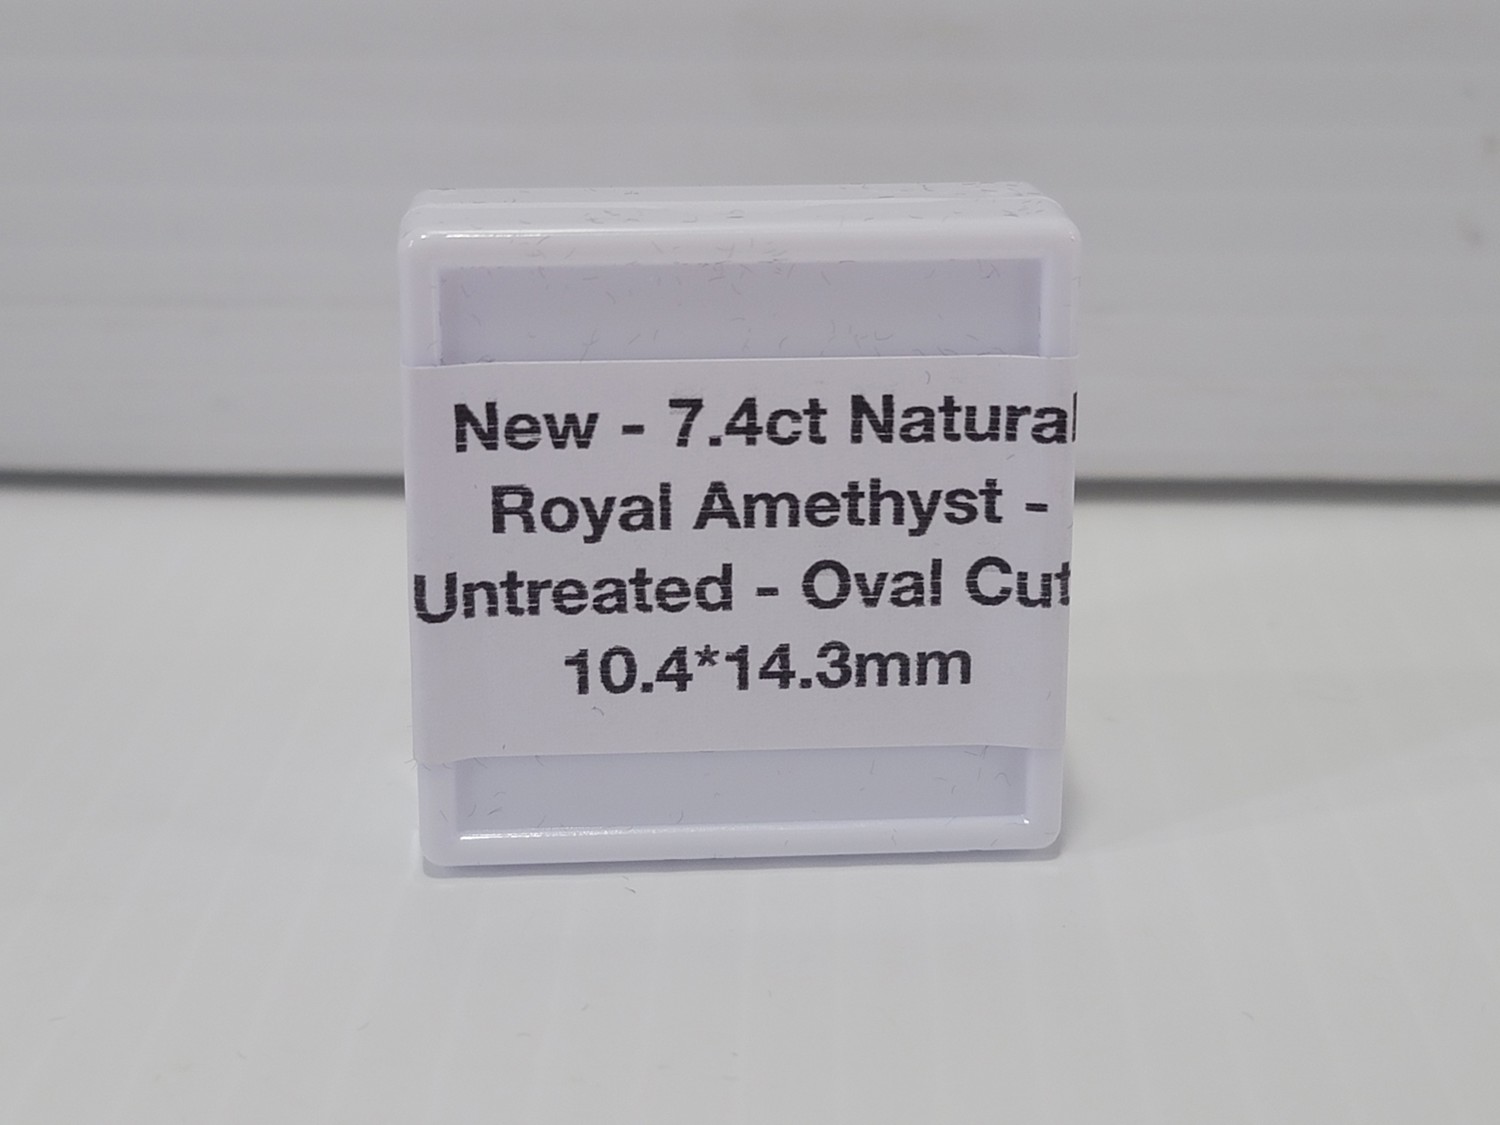 New - 7.4ct Natural
Royal Amethyst -
Untreated - Oval Cut
10.4*14.3mm